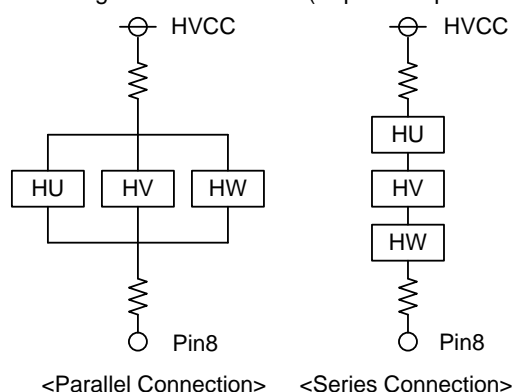 HVCC HVCC
HU
HU HV HW HV
HW
Pin8 Pin8
<Parallel Connection> <Series Connection>